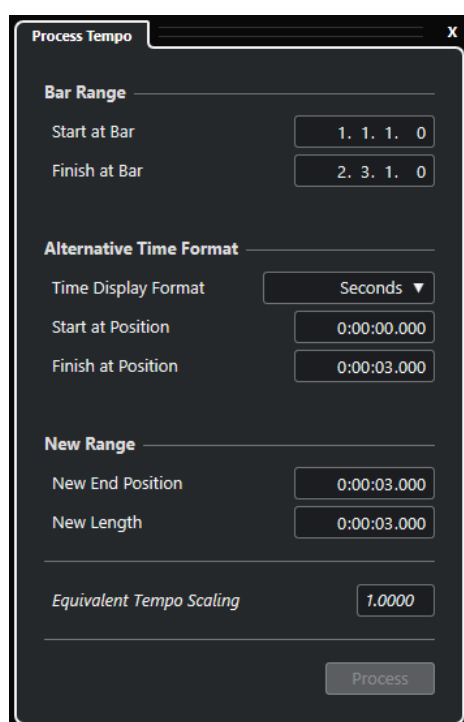 Process Tempo X
Bar Range
Start at Bar 1. 1. 1. 0
Finish at Bar 2. 3. 1. 0
Alternative Time Format
Time Display Format Seconds ▼
Start at Position 0:00:00.000
Finish at Position 0:00:03.000
New Range
New End Position 0:00:03.000
New Length 0:00:03.000
Equivalent Tempo Scaling 1.0000
Process